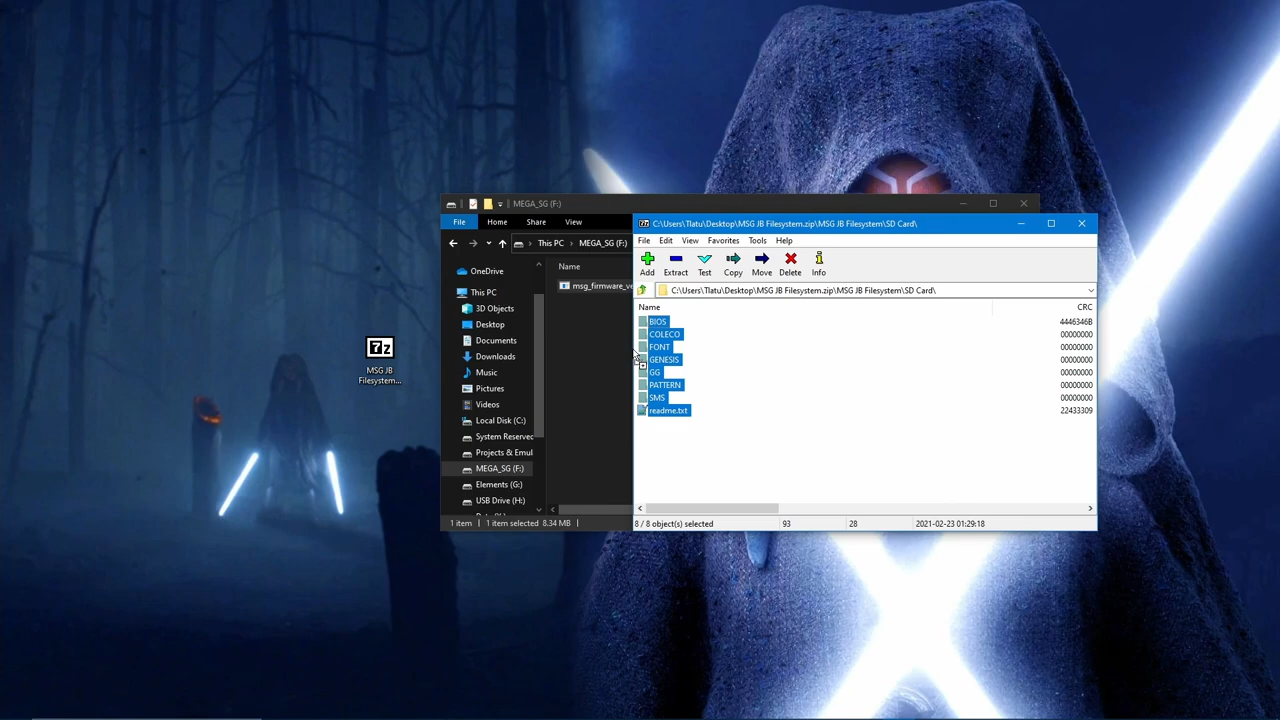 MEGA_SG (F:)
File Home Share View
This PC MEGA_SG (F:)
Name
msg_firmware_ve
OneDrive
This PC
3D Objects
Desktop
Documents
Downloads
Music
Pictures
Videos
Local Disk (C:)
System Reserved
Projects & Emul
MEGA_SG (F:)
Elements (G:)
USB Drive (H:)
1 item 1 item selected 8.34 MB
7z
MSG JB
Filesystem...
C:\Users\Tlatu\Desktop\MSG JB Filesystem.zip\MSG JB Filesystem\SD Card\
File Edit View Favorites Tools Help
Add Extract Test Copy Move Delete Info
C:\Users\Tlatu\Desktop\MSG JB Filesystem.zip\MSG JB Filesystem\SD Card\
Name CRC
BIOS 4446346B
COLECO 00000000
FONT 00000000
GENESIS 00000000
GG 00000000
PATTERN 00000000
SMS 00000000
readme.txt 22433309
8 / 8 object(s) selected 93 28 2021-02-23 01:29:18